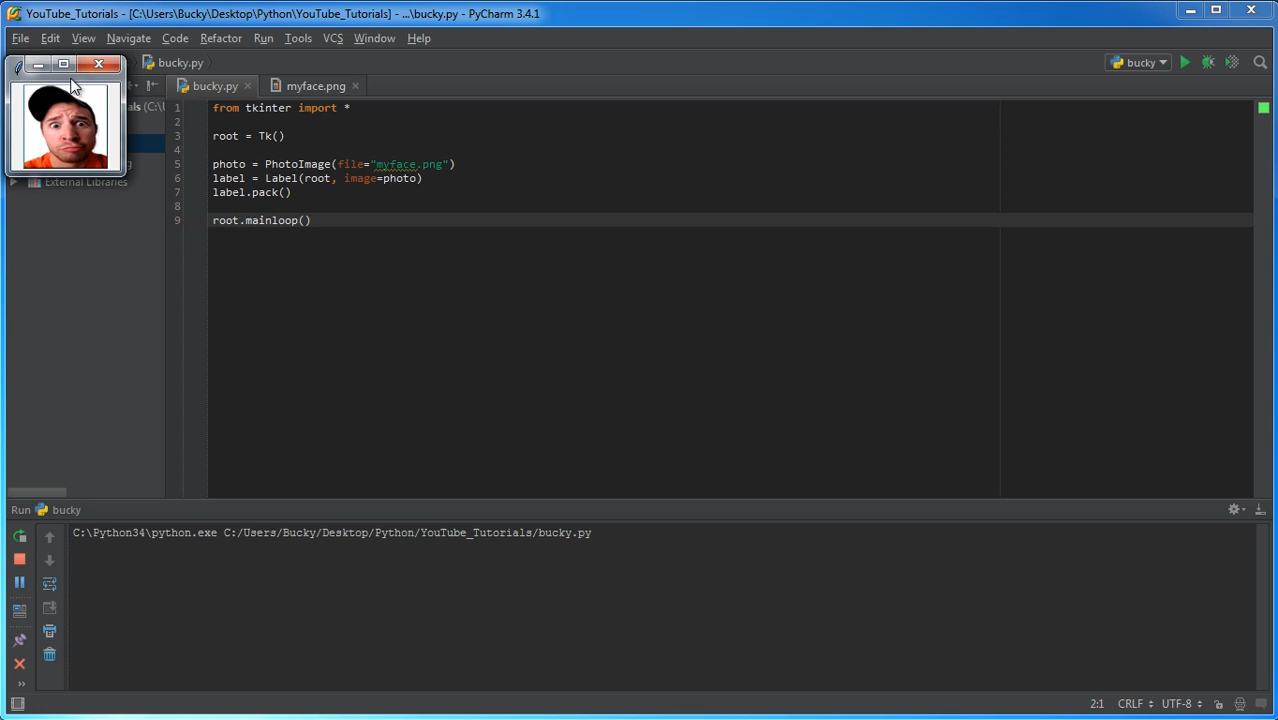 YouTube_Tutorials - [C:\Users\Bucky\Desktop\Python\YouTube_Tutorials] - ...\bucky.py - PyCharm 3.4.1
File Edit View Navigate Code Refactor Run Tools VCS Window Help
bucky.py
bucky
bucky.py
myface.png
ials (C:\U
External Libraries
1 from tkinter import *
2
3 root = Tk()
4
5 photo = PhotoImage(file="myface.png")
6 label = Label(root, image=photo)
7 label.pack()
8
9 root.mainloop()
Run bucky
C:\Python34\python.exe C:/Users/Bucky/Desktop/Python/YouTube_Tutorials/bucky.py
2:1 CRLF UTF-8